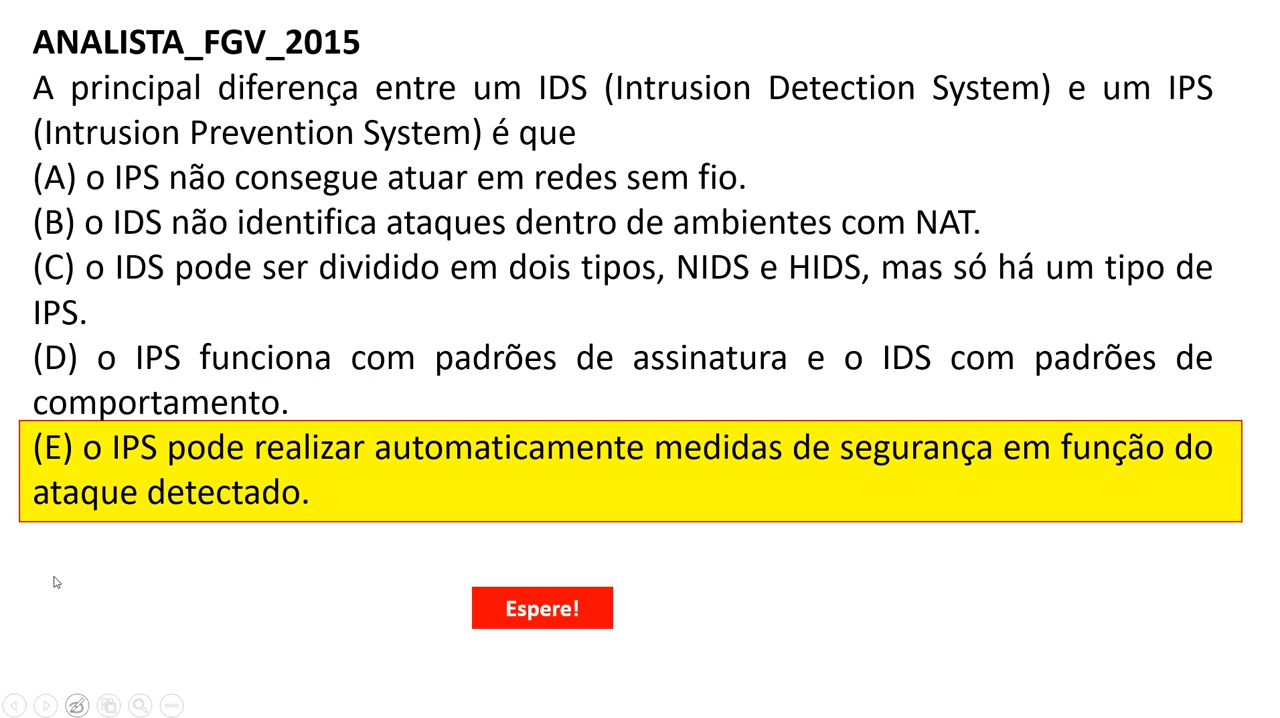 ANALISTA_FGV_2015
A principal diferença entre um IDS (Intrusion Detection System) e um IPS
(Intrusion Prevention System) é que
(A) o IPS não consegue atuar em redes sem fio.
(B) o IDS não identifica ataques dentro de ambientes com NAT.
(C) o IDS pode ser dividido em dois tipos, NIDS e HIDS, mas só há um tipo de
IPS.
(D) o IPS funciona com padrões de assinatura e o IDS com padrões de
comportamento.
(E) o IPS pode realizar automaticamente medidas de segurança em função do
ataque detectado.
Espere!